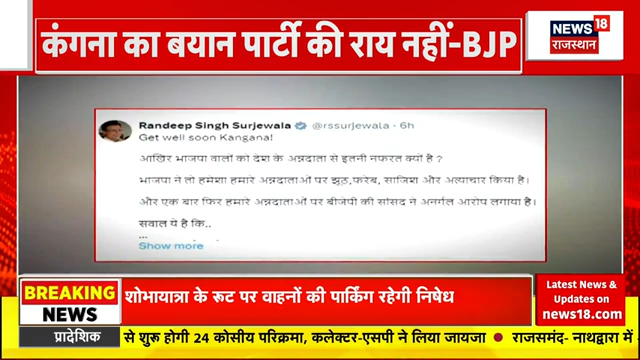 कंगना का बयान पार्टी की राय नहीं-BJP
NEWS 18
राजस्थान
Randeep Singh Surjewala @rssurjewala · 6h
Get well soon Kangana!
आखिर भाजपा वालों को देश के अन्नदाता से इतनी नफरत क्यों है ?
भाजपा ने तो हमेशा हमारे अन्नदाताओं पर झूठ,फरेब, साजिश और अत्याचार किया है।
और एक बार फिर हमारे अन्नदाताओं पर बीजेपी की सांसद ने अनर्गल आरोप लगाया है।
सवाल ये है कि..
...
Show more
BREAKING NEWS
शोभायात्रा के रूट पर वाहनों की पार्किंग रहेगी निषेध
Latest News &
Updates on
news18.com
प्रादेशिक
से शुरू होगी 24 कोसीय परिक्रमा, कलेक्टर-एसपी ने लिया जायजा • राजसमंद- नाथद्वारा में